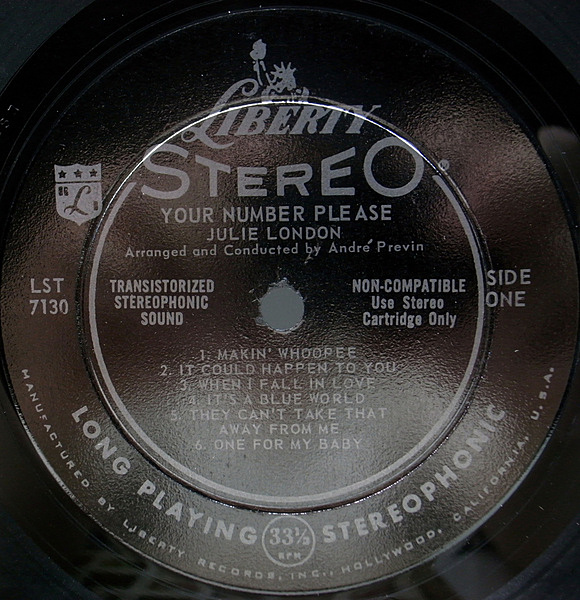 LIBERTY
STEREO
YOUR NUMBER PLEASE
JULIE LONDON
Arranged and Conducted by André Previn
LST
7130
TRANSISTORIZED
STEREOPHONIC
SOUND
NON-COMPATIBLE
Use Stereo
Cartridge Only
SIDE
ONE
1. MAKIN' WHOOPEE
2. IT COULD HAPPEN TO YOU
3. WHEN I FALL IN LOVE
4. IT'S A BLUE WORLD
5. THEY CAN'T TAKE THAT
AWAY FROM ME
6. ONE FOR MY BABY
LONG PLAYING 33⅓ RPM STEREOPHONIC
MANUFACTURED BY LIBERTY RECORDS, INC., HOLLYWOOD, CALIFORNIA, U.S.A.